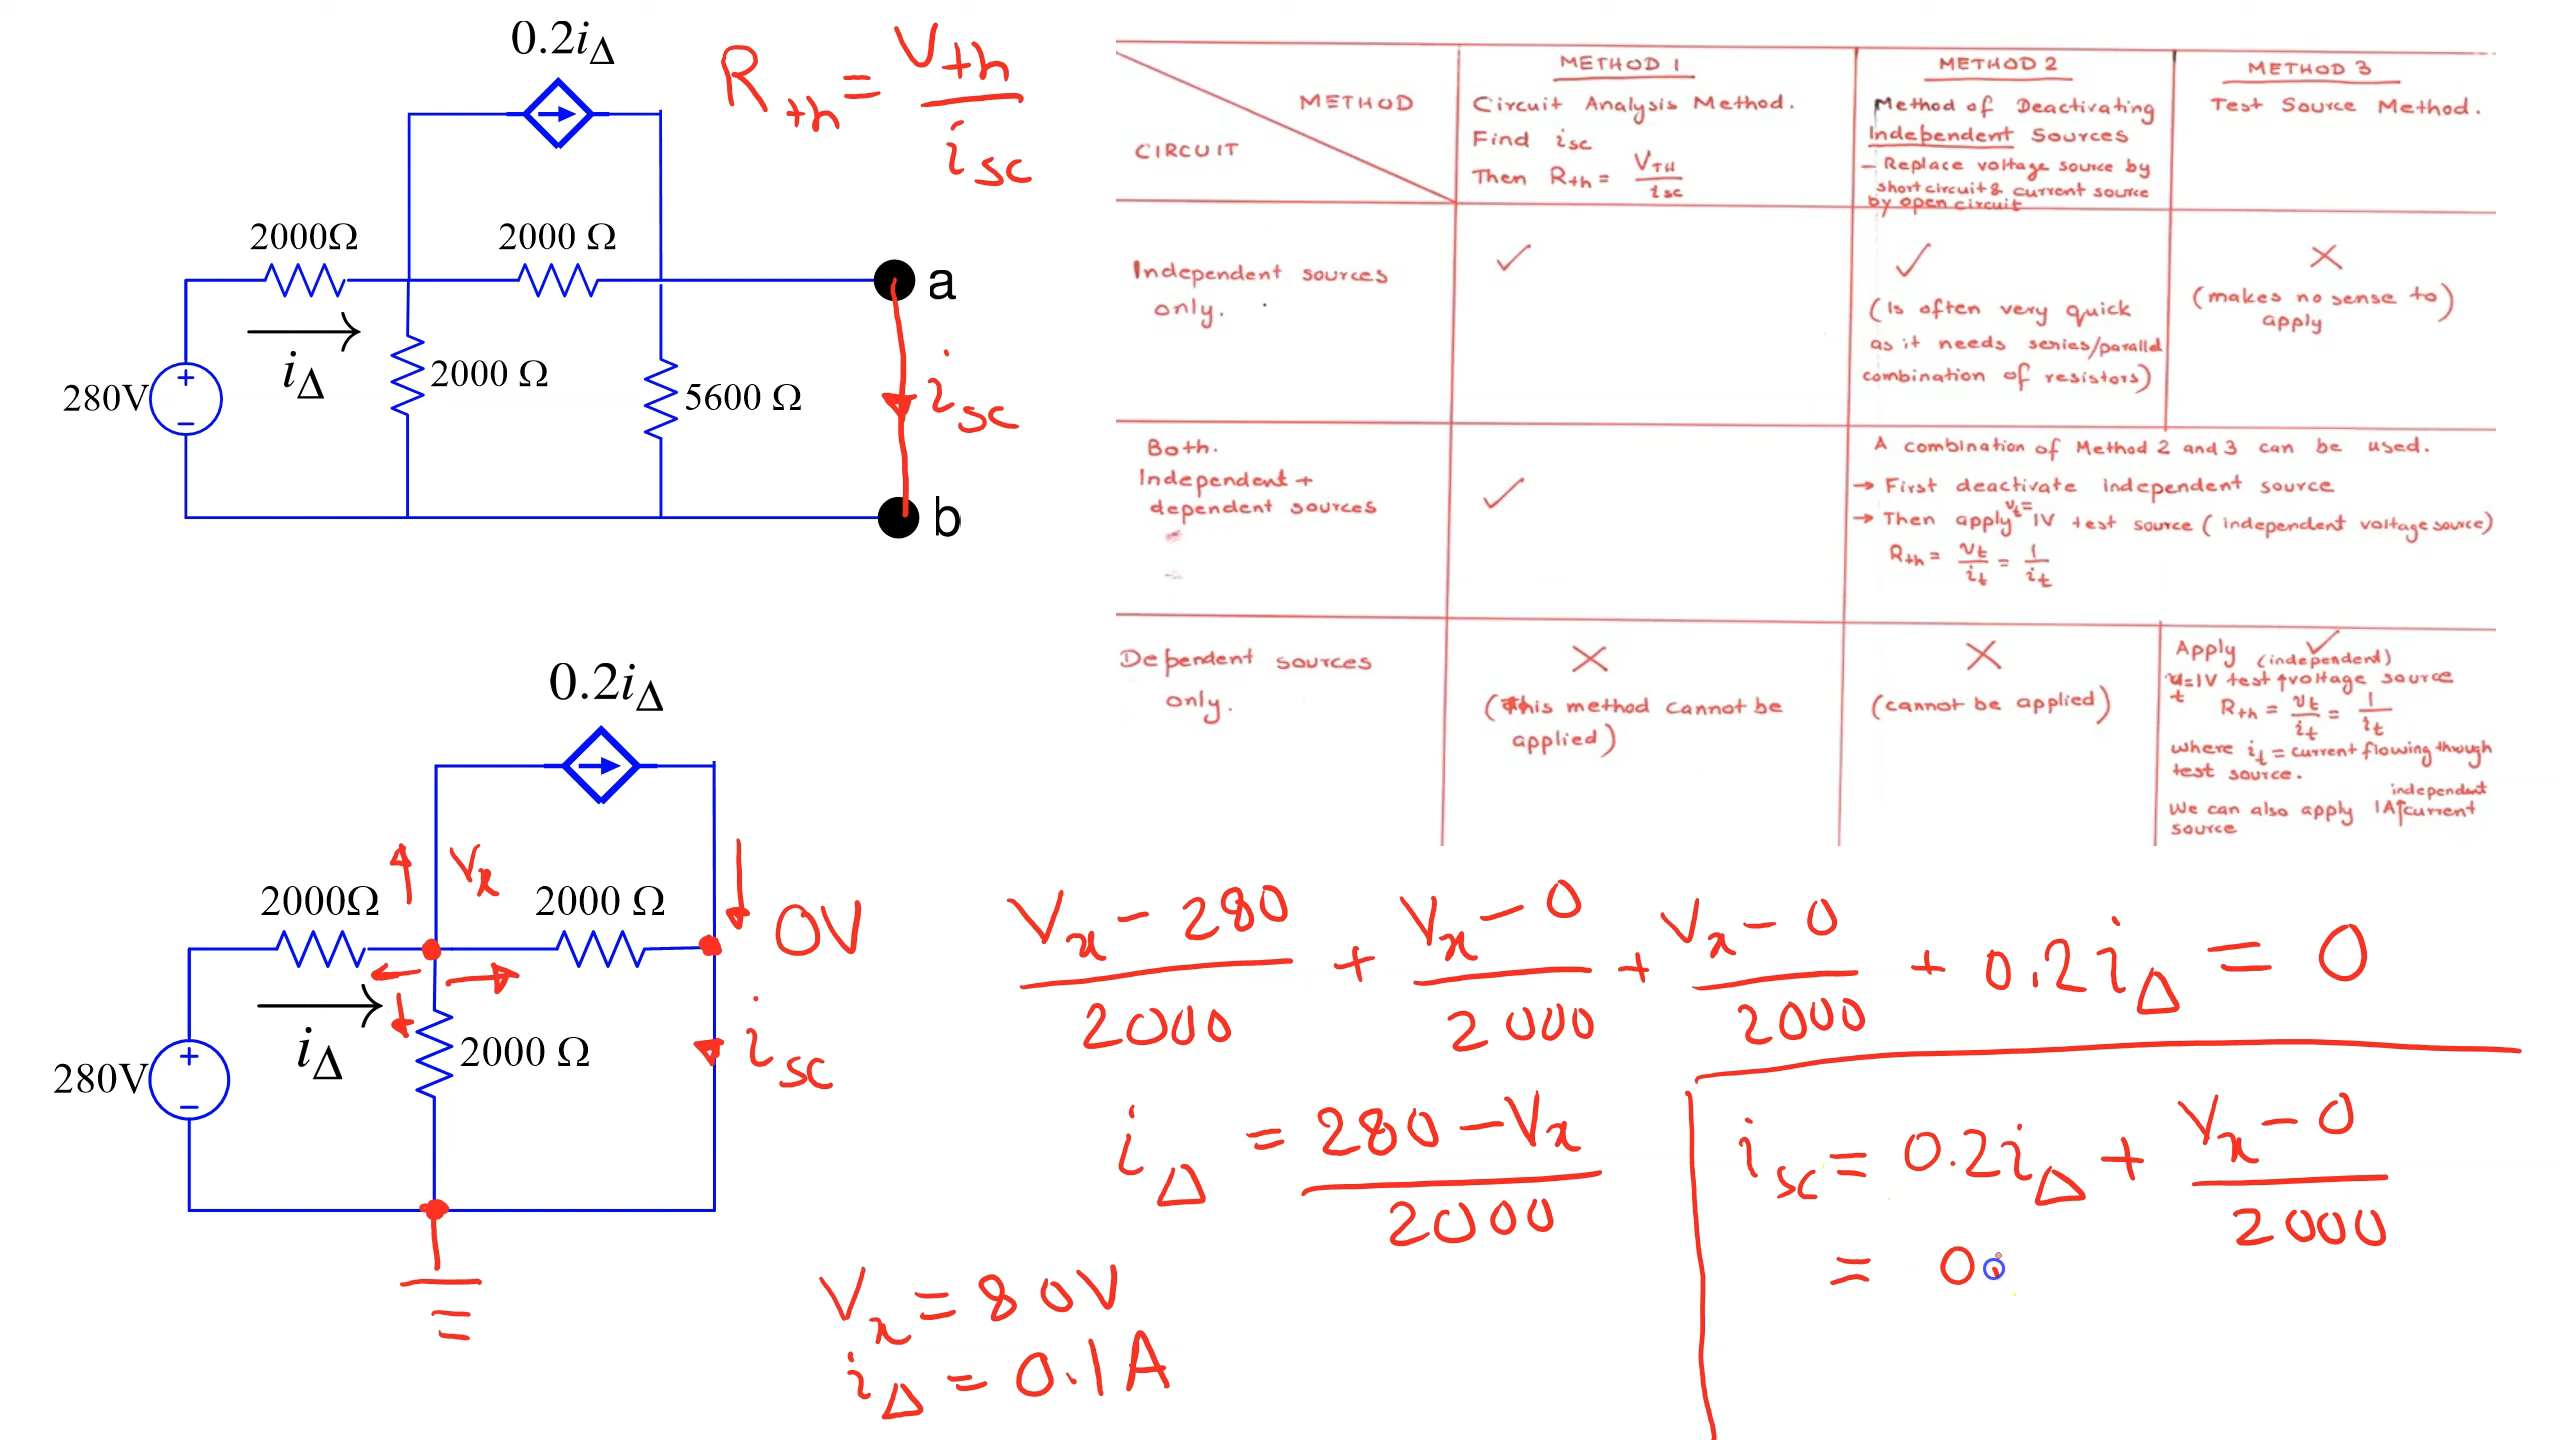 0.2iΔ
Rth = Vth / isc
2000Ω
2000 Ω
a
iΔ
280V
+
−
2000 Ω
5600 Ω
isc
b
METHOD
CIRCUIT
METHOD 1
Circuit Analysis Method.
Find isc
Then Rth = VTH / isc
METHOD 2
Method of Deactivating
Independent Sources
– Replace voltage source by
short circuit & current source
by open circuit
METHOD 3
Test Source Method.
Independent sources
only.
✓
✓
(Is often very quick
as it needs series/parallel
combination of resistors)
X
(makes no sense to)
apply
Both.
Independent +
dependent sources
✓
A combination of Method 2 and 3 can be used.
→ First deactivate independent source
→ Then apply vt= 1V test source (independent voltage source)
Rth = vt / it = 1 / it
Dependent sources
only.
X
(This method cannot be
applied)
X
(cannot be applied)
✓
Apply (independent)
vt=1V test ↑voltage source
Rth = vt / it = 1 / it
where it = current flowing through
test source.
independent
We can also apply 1A↑current
source
0.2iΔ
Vx
2000Ω
2000 Ω
0V
iΔ
280V
+
−
2000 Ω
isc
Vx − 280 / 2000 + Vx − 0 / 2000 + Vx − 0 / 2000 + 0.2iΔ = 0
iΔ = 280 − Vx / 2000
Vx = 80V
iΔ = 0.1A
isc = 0.2iΔ + Vx − 0 / 2000
= 0.